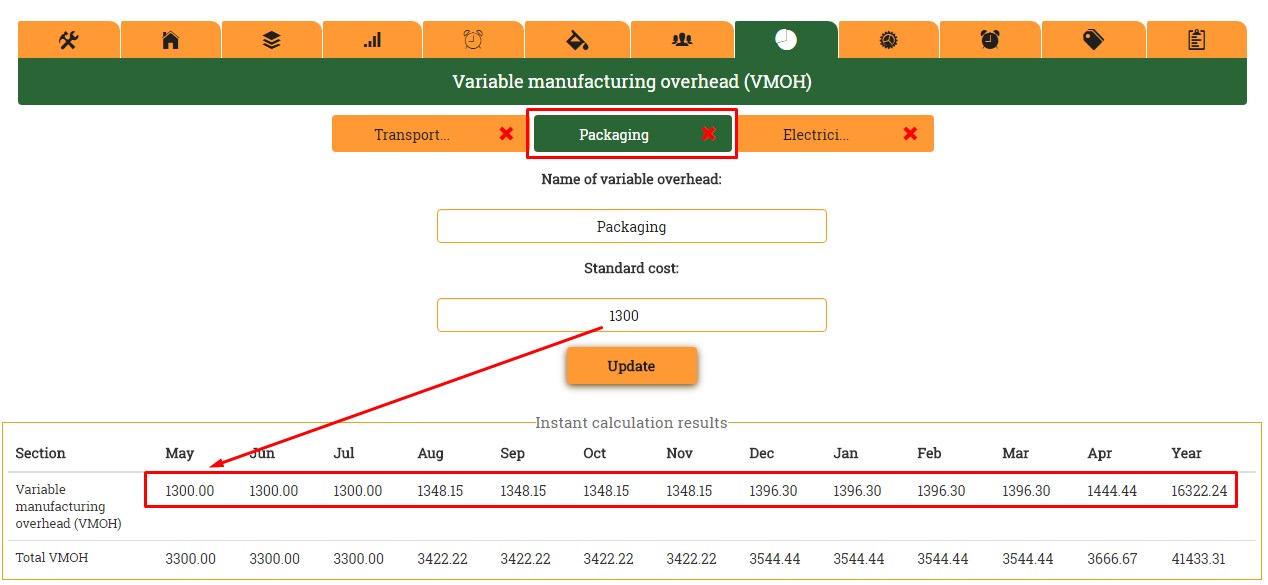 Variable manufacturing overhead (VMOH)
Transport... Packaging Electrici...
Name of variable overhead:
Packaging
Standard cost:
1300
Update
Instant calculation results
Section May Jun Jul Aug Sep Oct Nov Dec Jan Feb Mar Apr Year
Variable
manufacturing
overhead (VMOH)
1300.00 1300.00 1300.00 1348.15 1348.15 1348.15 1348.15 1396.30 1396.30 1396.30 1396.30 1444.44 16322.24
Total VMOH 3300.00 3300.00 3300.00 3422.22 3422.22 3422.22 3422.22 3544.44 3544.44 3544.44 3544.44 3666.67 41433.31